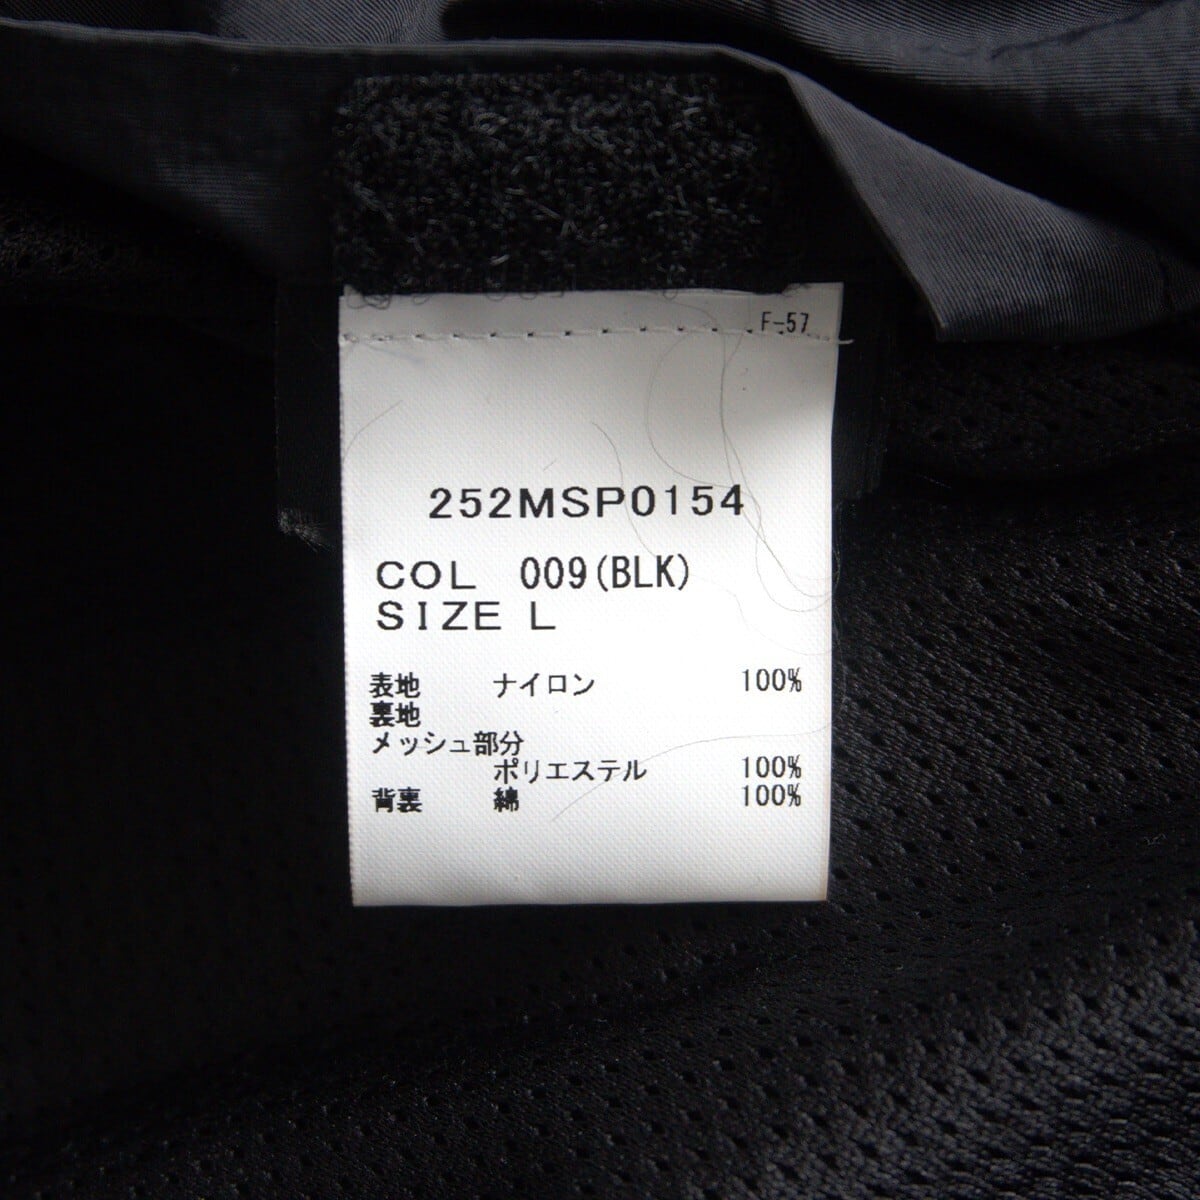 F-57
252MSP0154
COL 009(BLK)
SIZE L
表地 ナイロン 100%
裏地
メッシュ部分
ポリエステル 100%
背裏 綿 100%